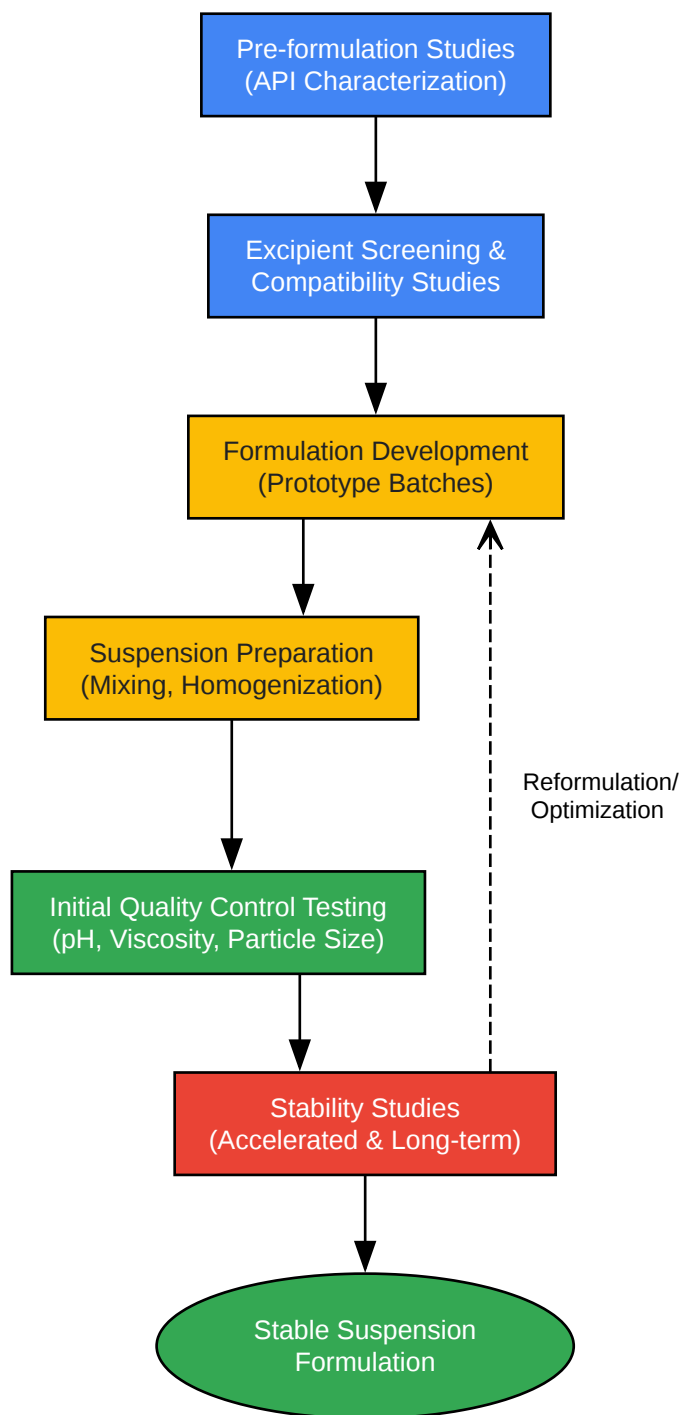 Pre-formulation Studies
(API Characterization)
Excipient Screening &
Compatibility Studies
Formulation Development
(Prototype Batches)
Suspension Preparation
(Mixing, Homogenization)
Reformulation/
Optimization
Initial Quality Control Testing
(pH, Viscosity, Particle Size)
Stability Studies
(Accelerated & Long-term)
Stable Suspension
Formulation